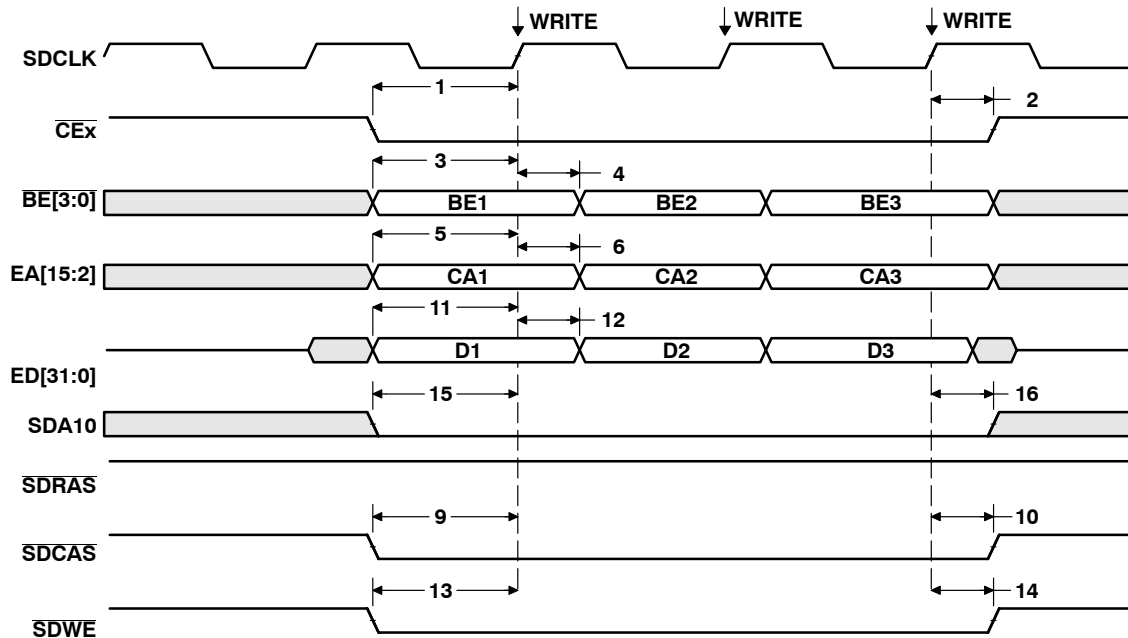 WRITE WRITE WRITE
SDCLK
1
2
CEx
3
4
BE[3:0]
BE1 BE2 BE3
5
6
EA[15:2]
CA1 CA2 CA3
11
12
D1 D2 D3
ED[31:0]
15 16
SDA10
SDRAS
9 10
SDCAS
13 14
SDWE